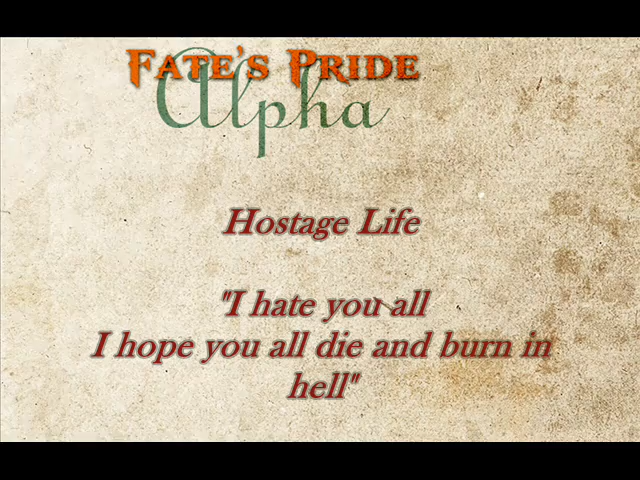 Fate's Pride
Alpha
Hostage Life
"I hate you all
I hope you all die and burn in
hell"